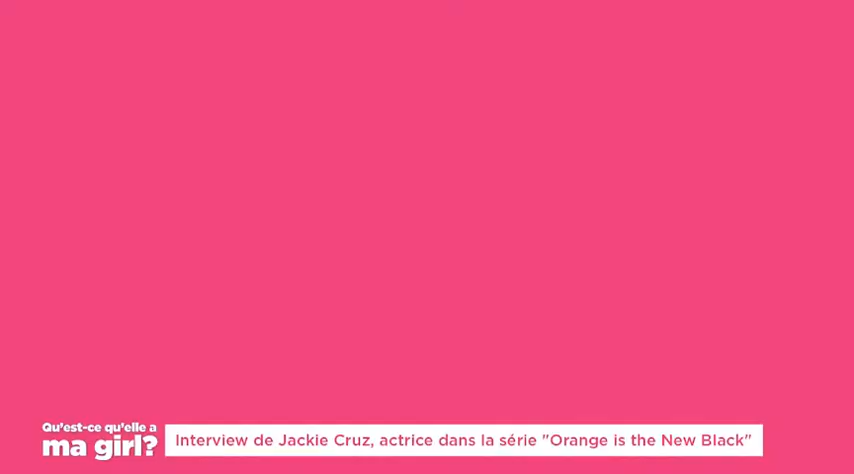 Qu'est-ce qu'elle a
ma girl?
Interview de Jackie Cruz, actrice dans la série "Orange is the New Black"